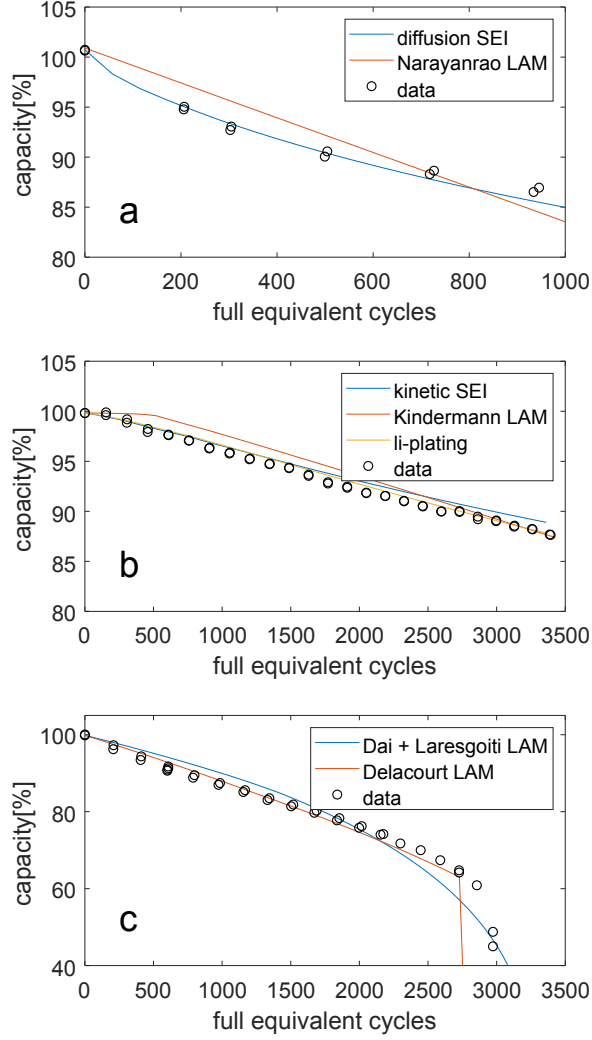 105
100
95
90
85
80
capacity[%]
diffusion SEI
Narayanrao LAM
data
a
0 200 400 600 800 1000
full equivalent cycles
105
100
95
90
85
80
capacity[%]
kinetic SEI
Kindermann LAM
li-plating
data
b
0 500 1000 1500 2000 2500 3000 3500
full equivalent cycles
100
80
60
40
capacity[%]
Dai + Laresgoiti LAM
Delacourt LAM
data
c
0 500 1000 1500 2000 2500 3000 3500
full equivalent cycles